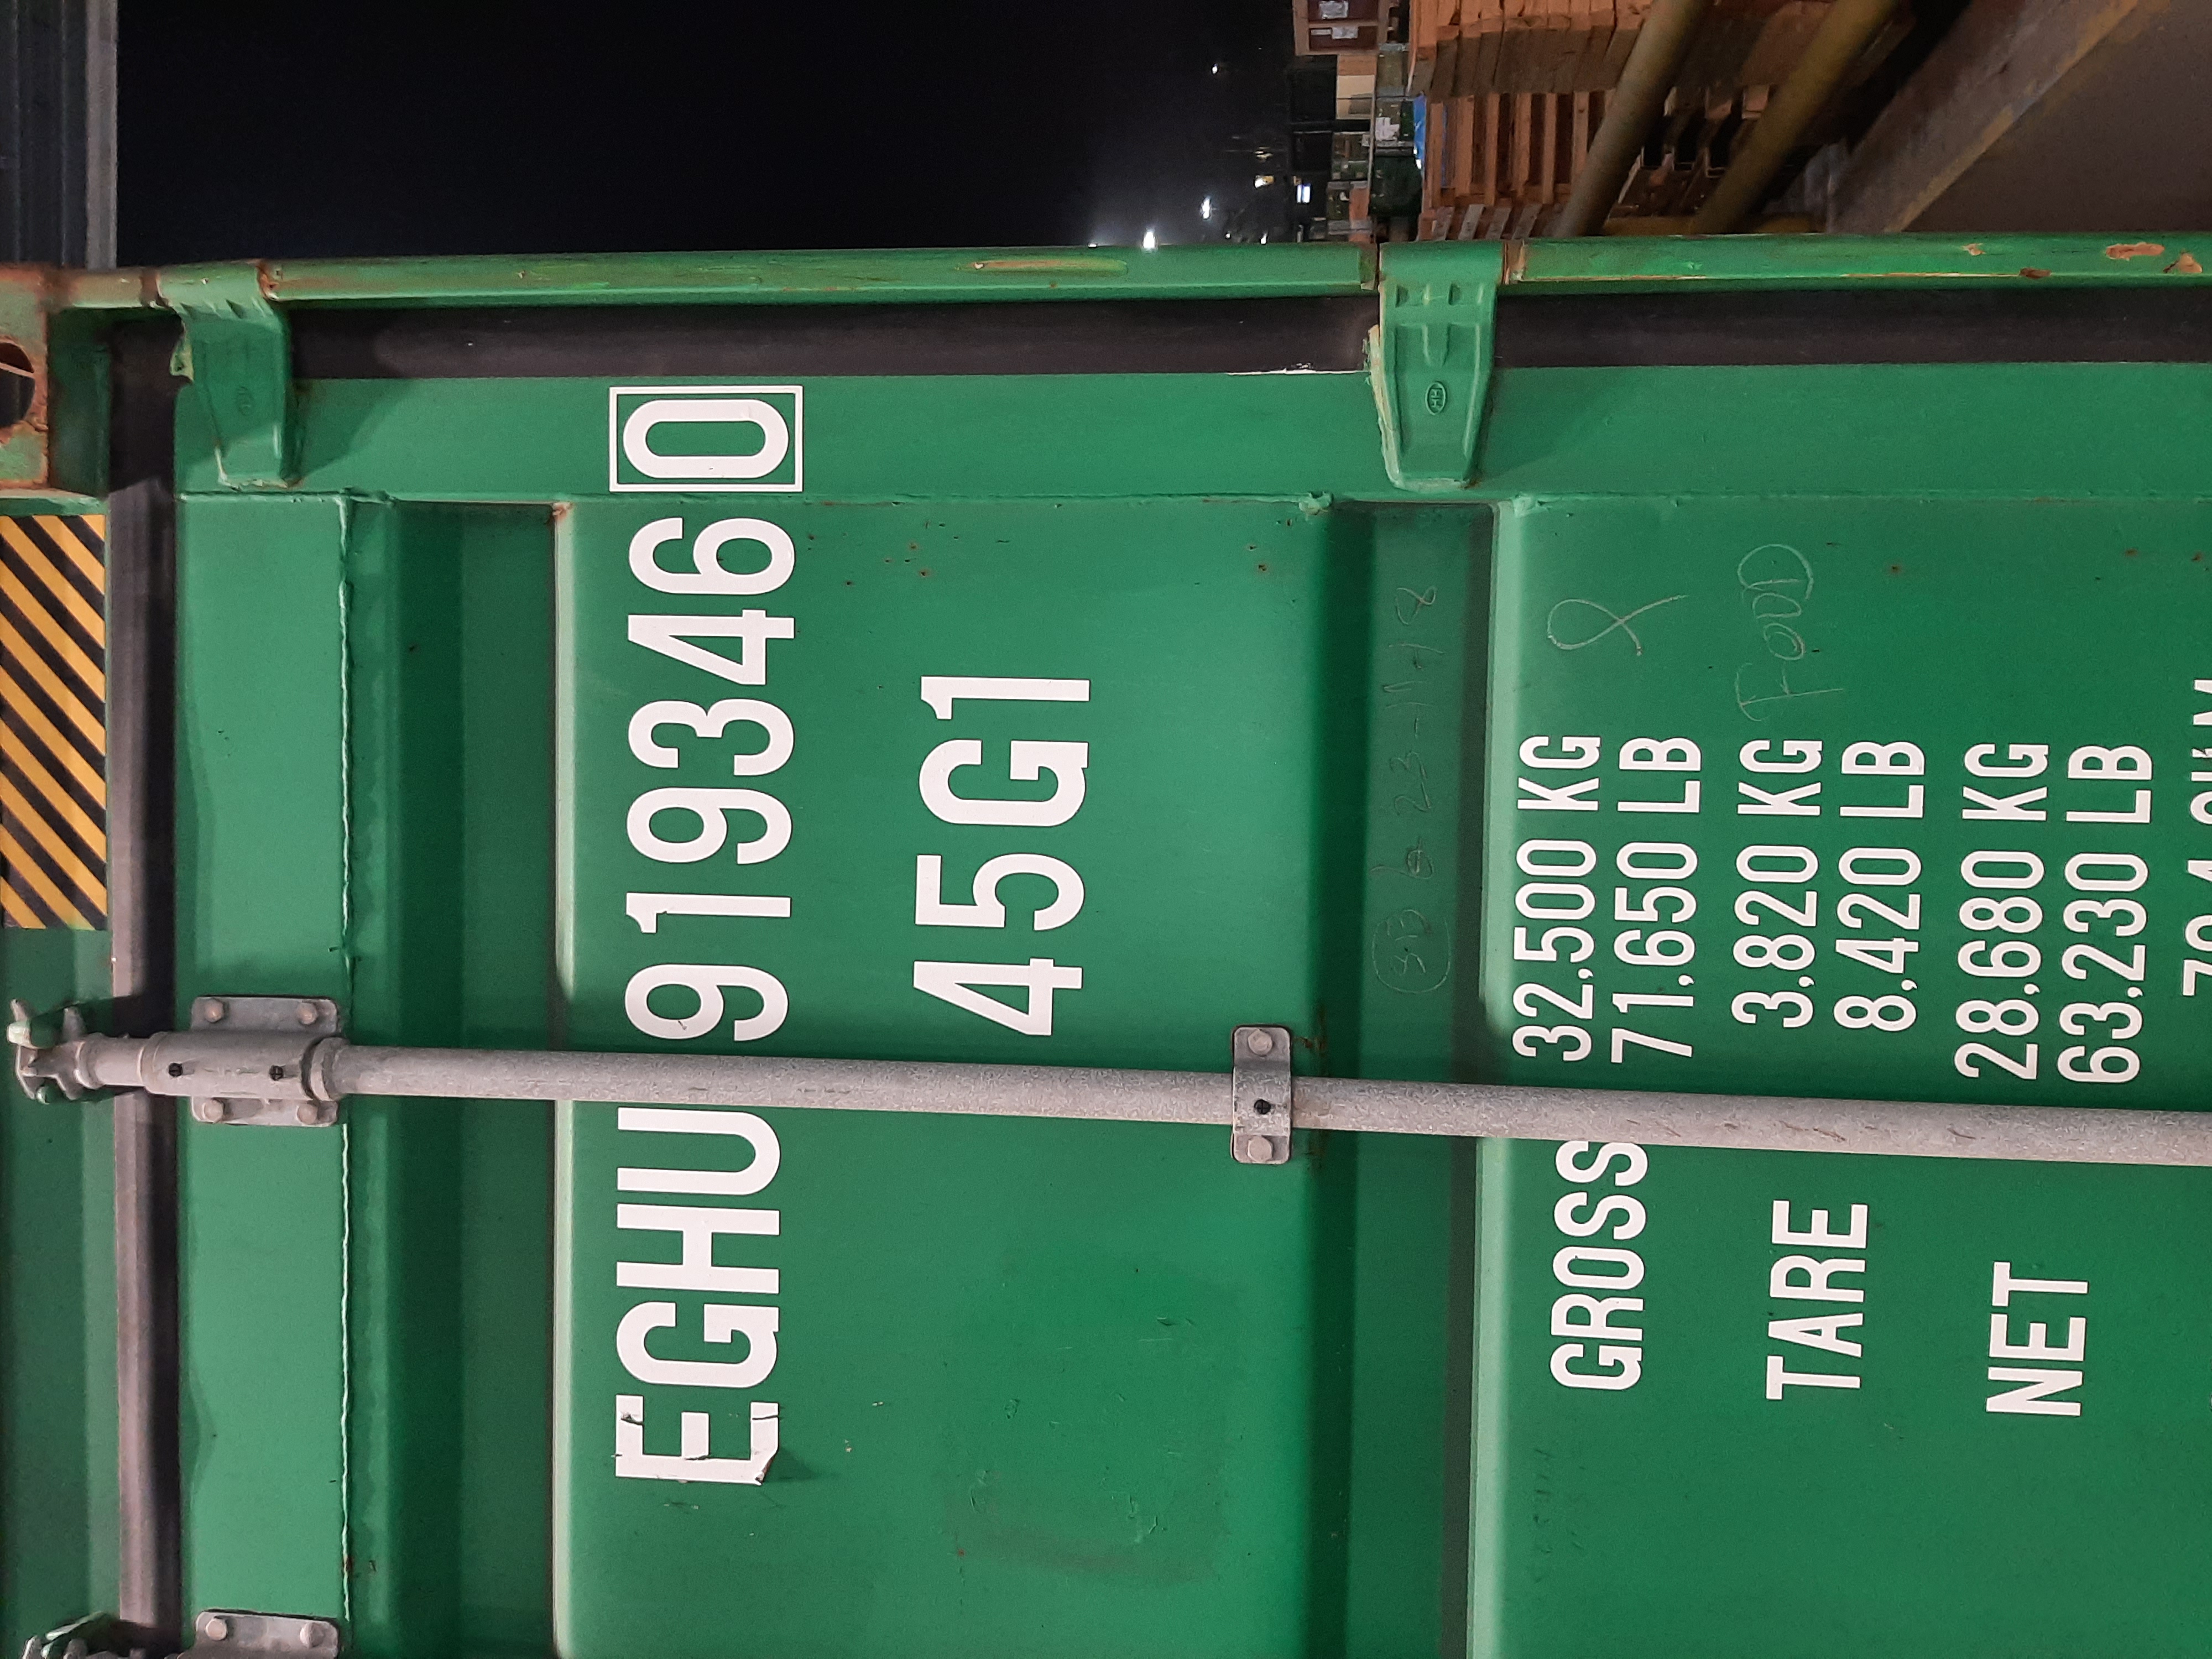 EGHU 919346 0
45G1
GROSS 32,500 KG
71,650 LB
TARE 3,820 KG
8,420 LB
NET 28,680 KG
63,230 LB
8
FOOD